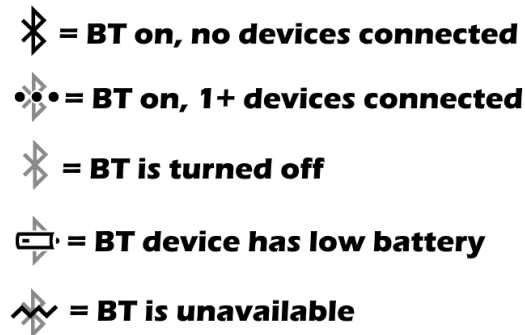 = BT on, no devices connected
= BT on, 1+ devices connected
= BT is turned off
= BT device has low battery
= BT is unavailable